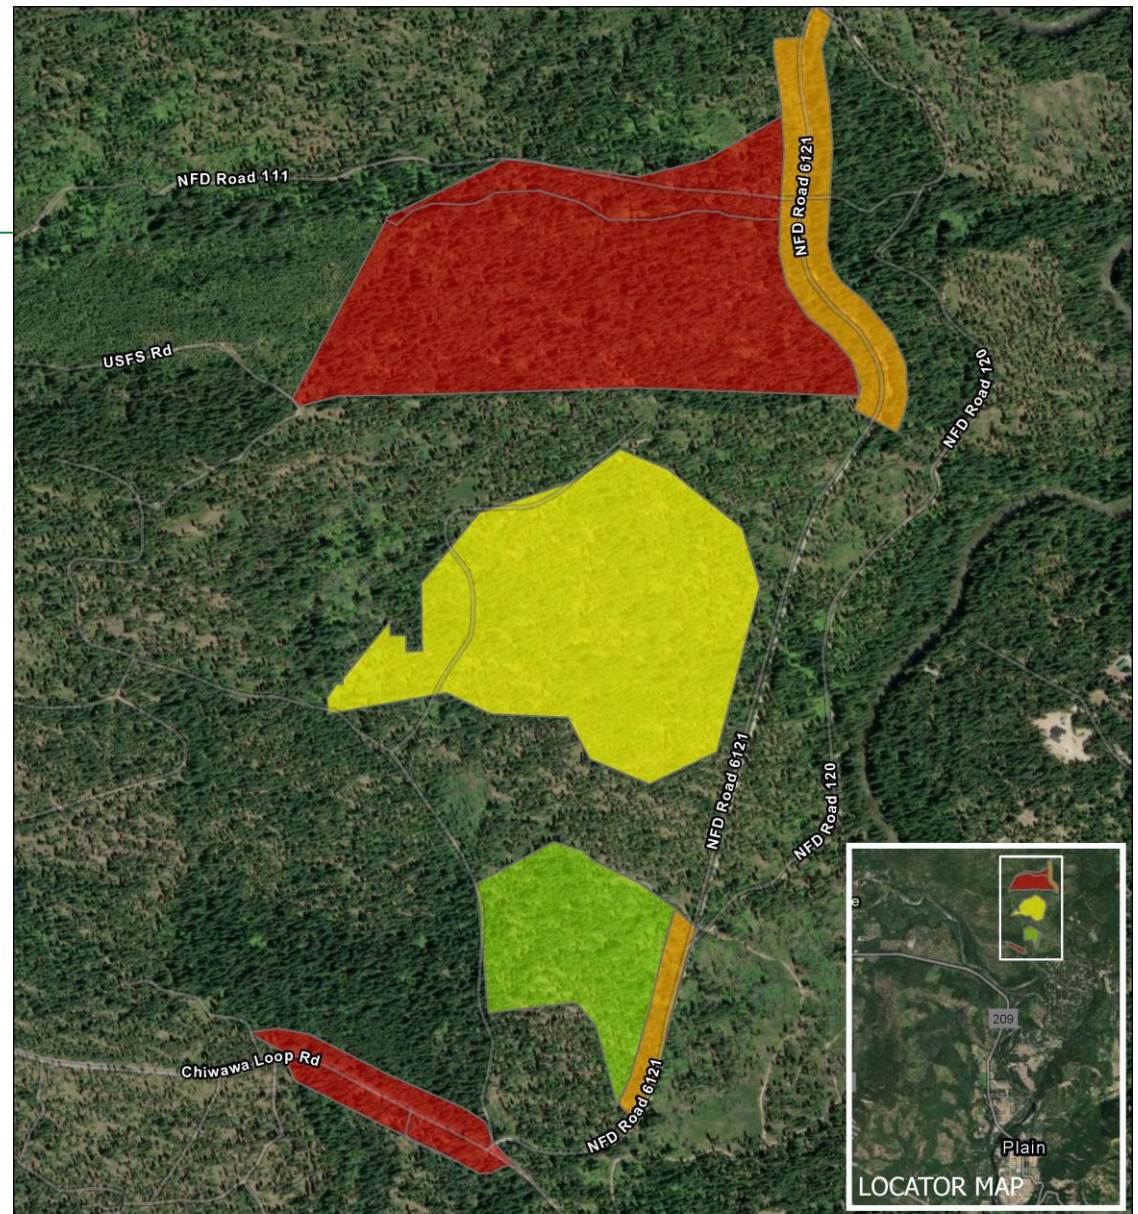 NFD Road 6121
NFD Road 111
USFS Rd
NFD Road 120
NFD Road 6121
NFD Road 120
e
209
Chiwawa Loop Rd
NFD Road 6121
Plain
LOCATOR MAP